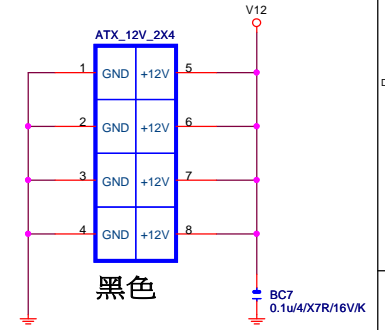 V12
ATX_12V_2X4
1 GND +12V 5
2 GND +12V 6
3 GND +12V 7
4 GND +12V 8
黑色
BC7
0.1u/4/X7R/16V/K